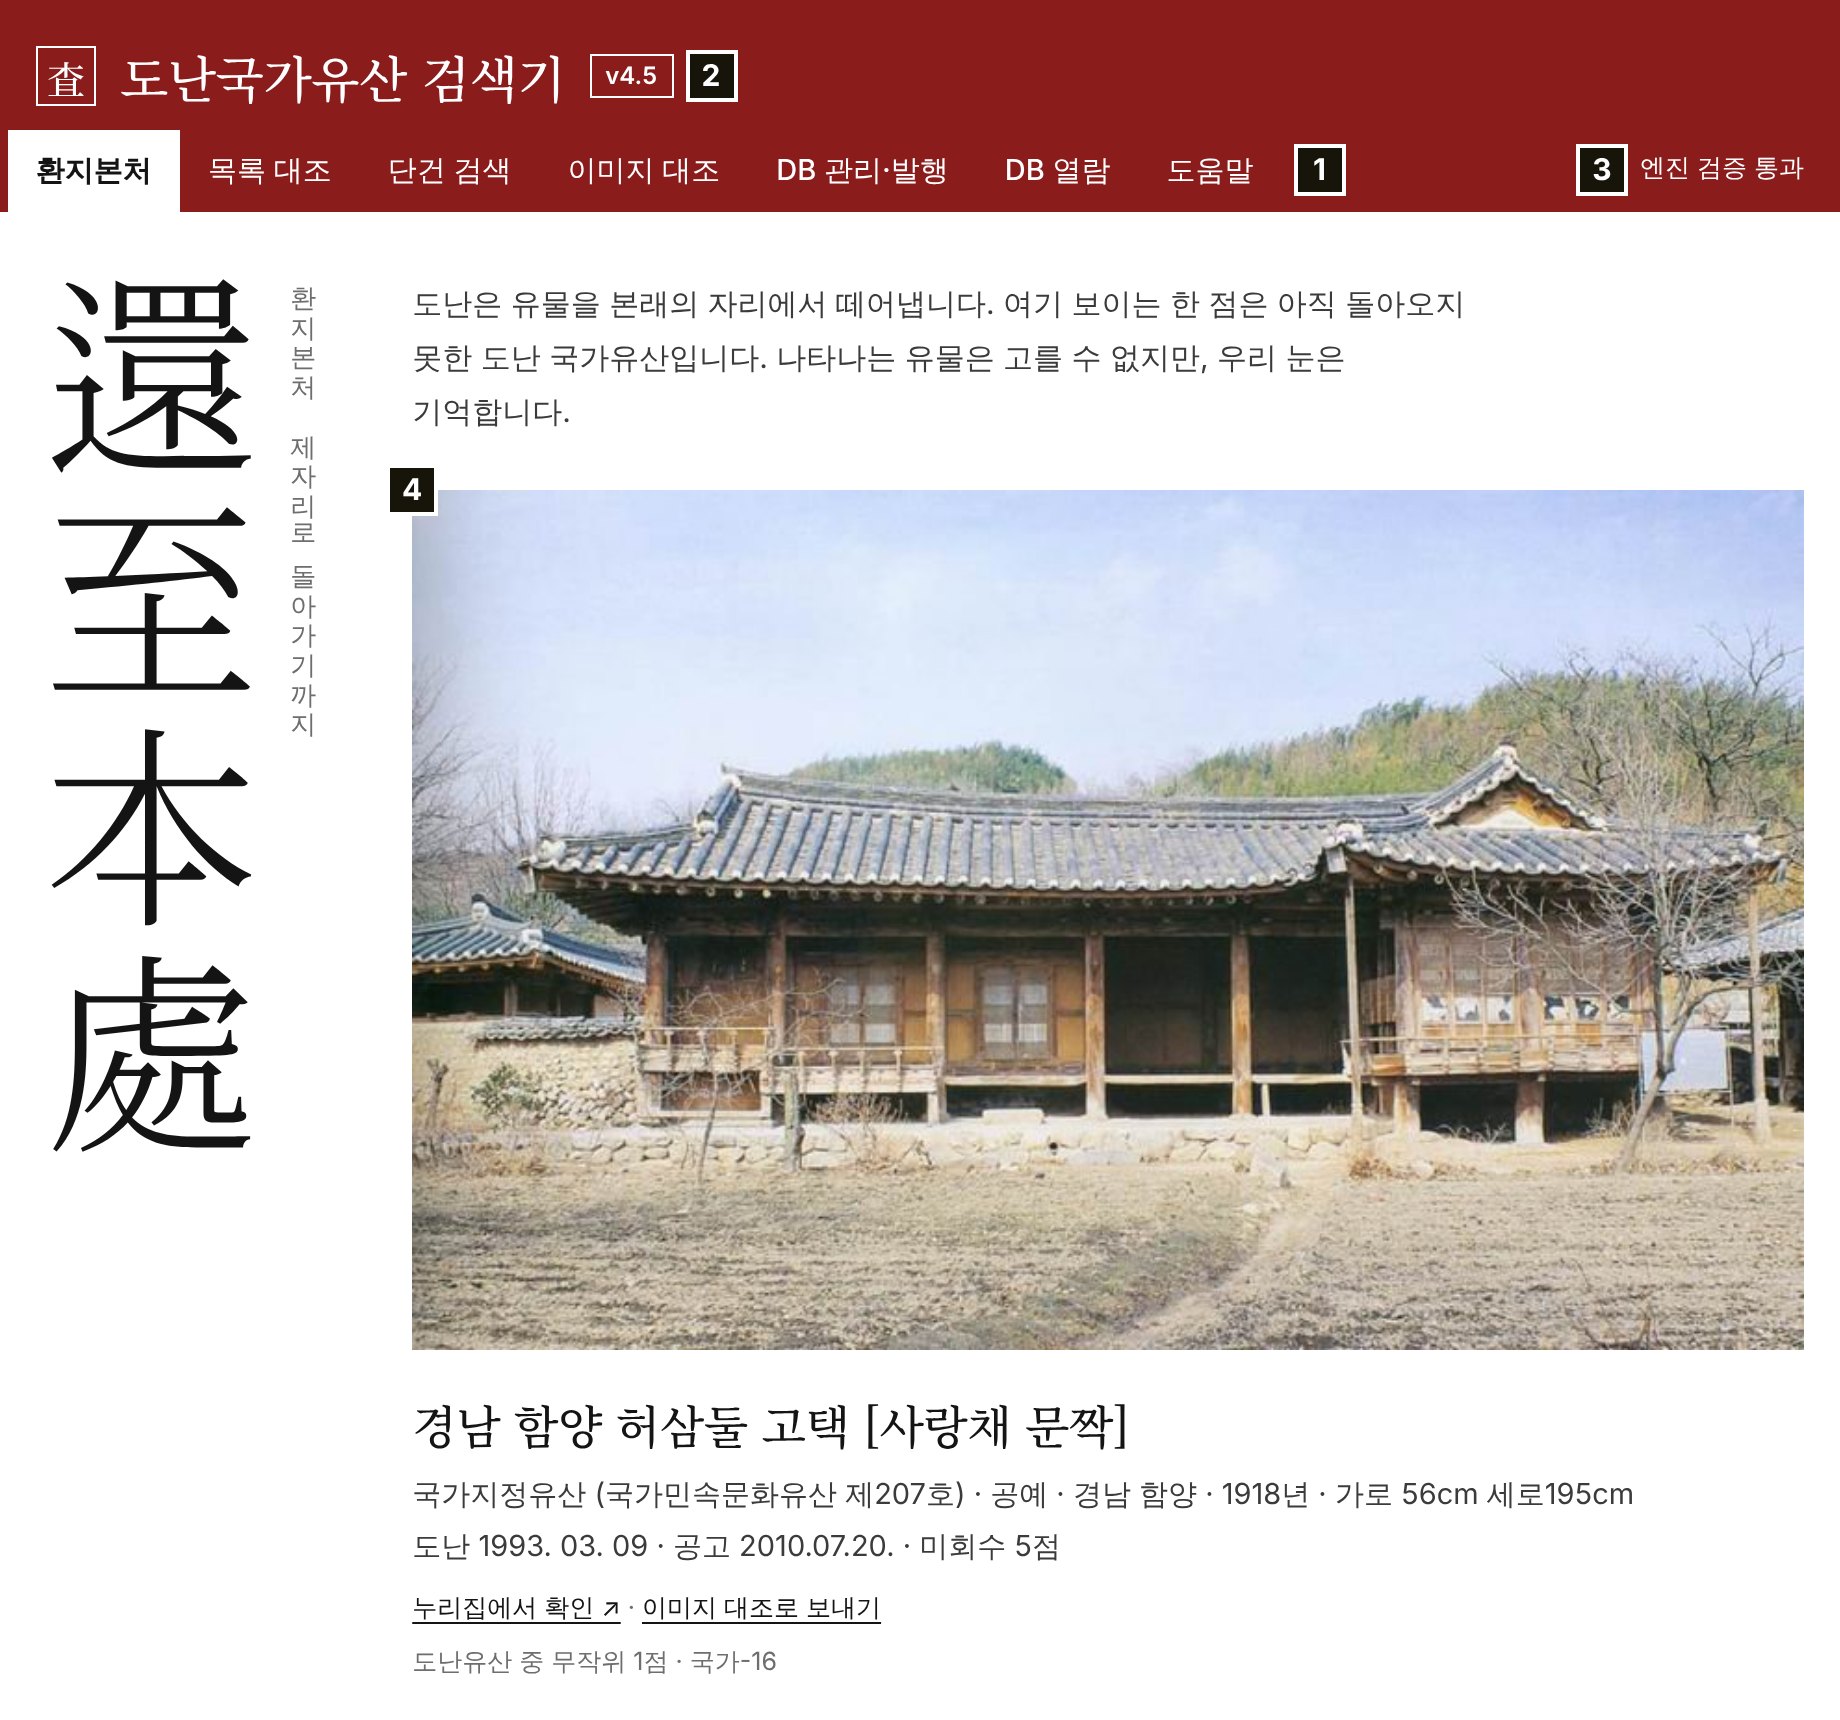 査 도난국가유산 검색기 v4.5 2
환지본처 목록 대조 단건 검색 이미지 대조 DB 관리·발행 DB 열람 도움말 1 3 엔진 검증 통과
還至本處
환지본처 제자리로 돌아가기까지
도난은 유물을 본래의 자리에서 떼어냅니다. 여기 보이는 한 점은 아직 돌아오지
못한 도난 국가유산입니다. 나타나는 유물은 고를 수 없지만, 우리 눈은
기억합니다.
4
경남 함양 허삼둘 고택 [사랑채 문짝]
국가지정유산 (국가민속문화유산 제207호) · 공예 · 경남 함양 · 1918년 · 가로 56cm 세로195cm
도난 1993. 03. 09 · 공고 2010.07.20. · 미회수 5점
누리집에서 확인 ↗ · 이미지 대조로 보내기
도난유산 중 무작위 1점 · 국가-16